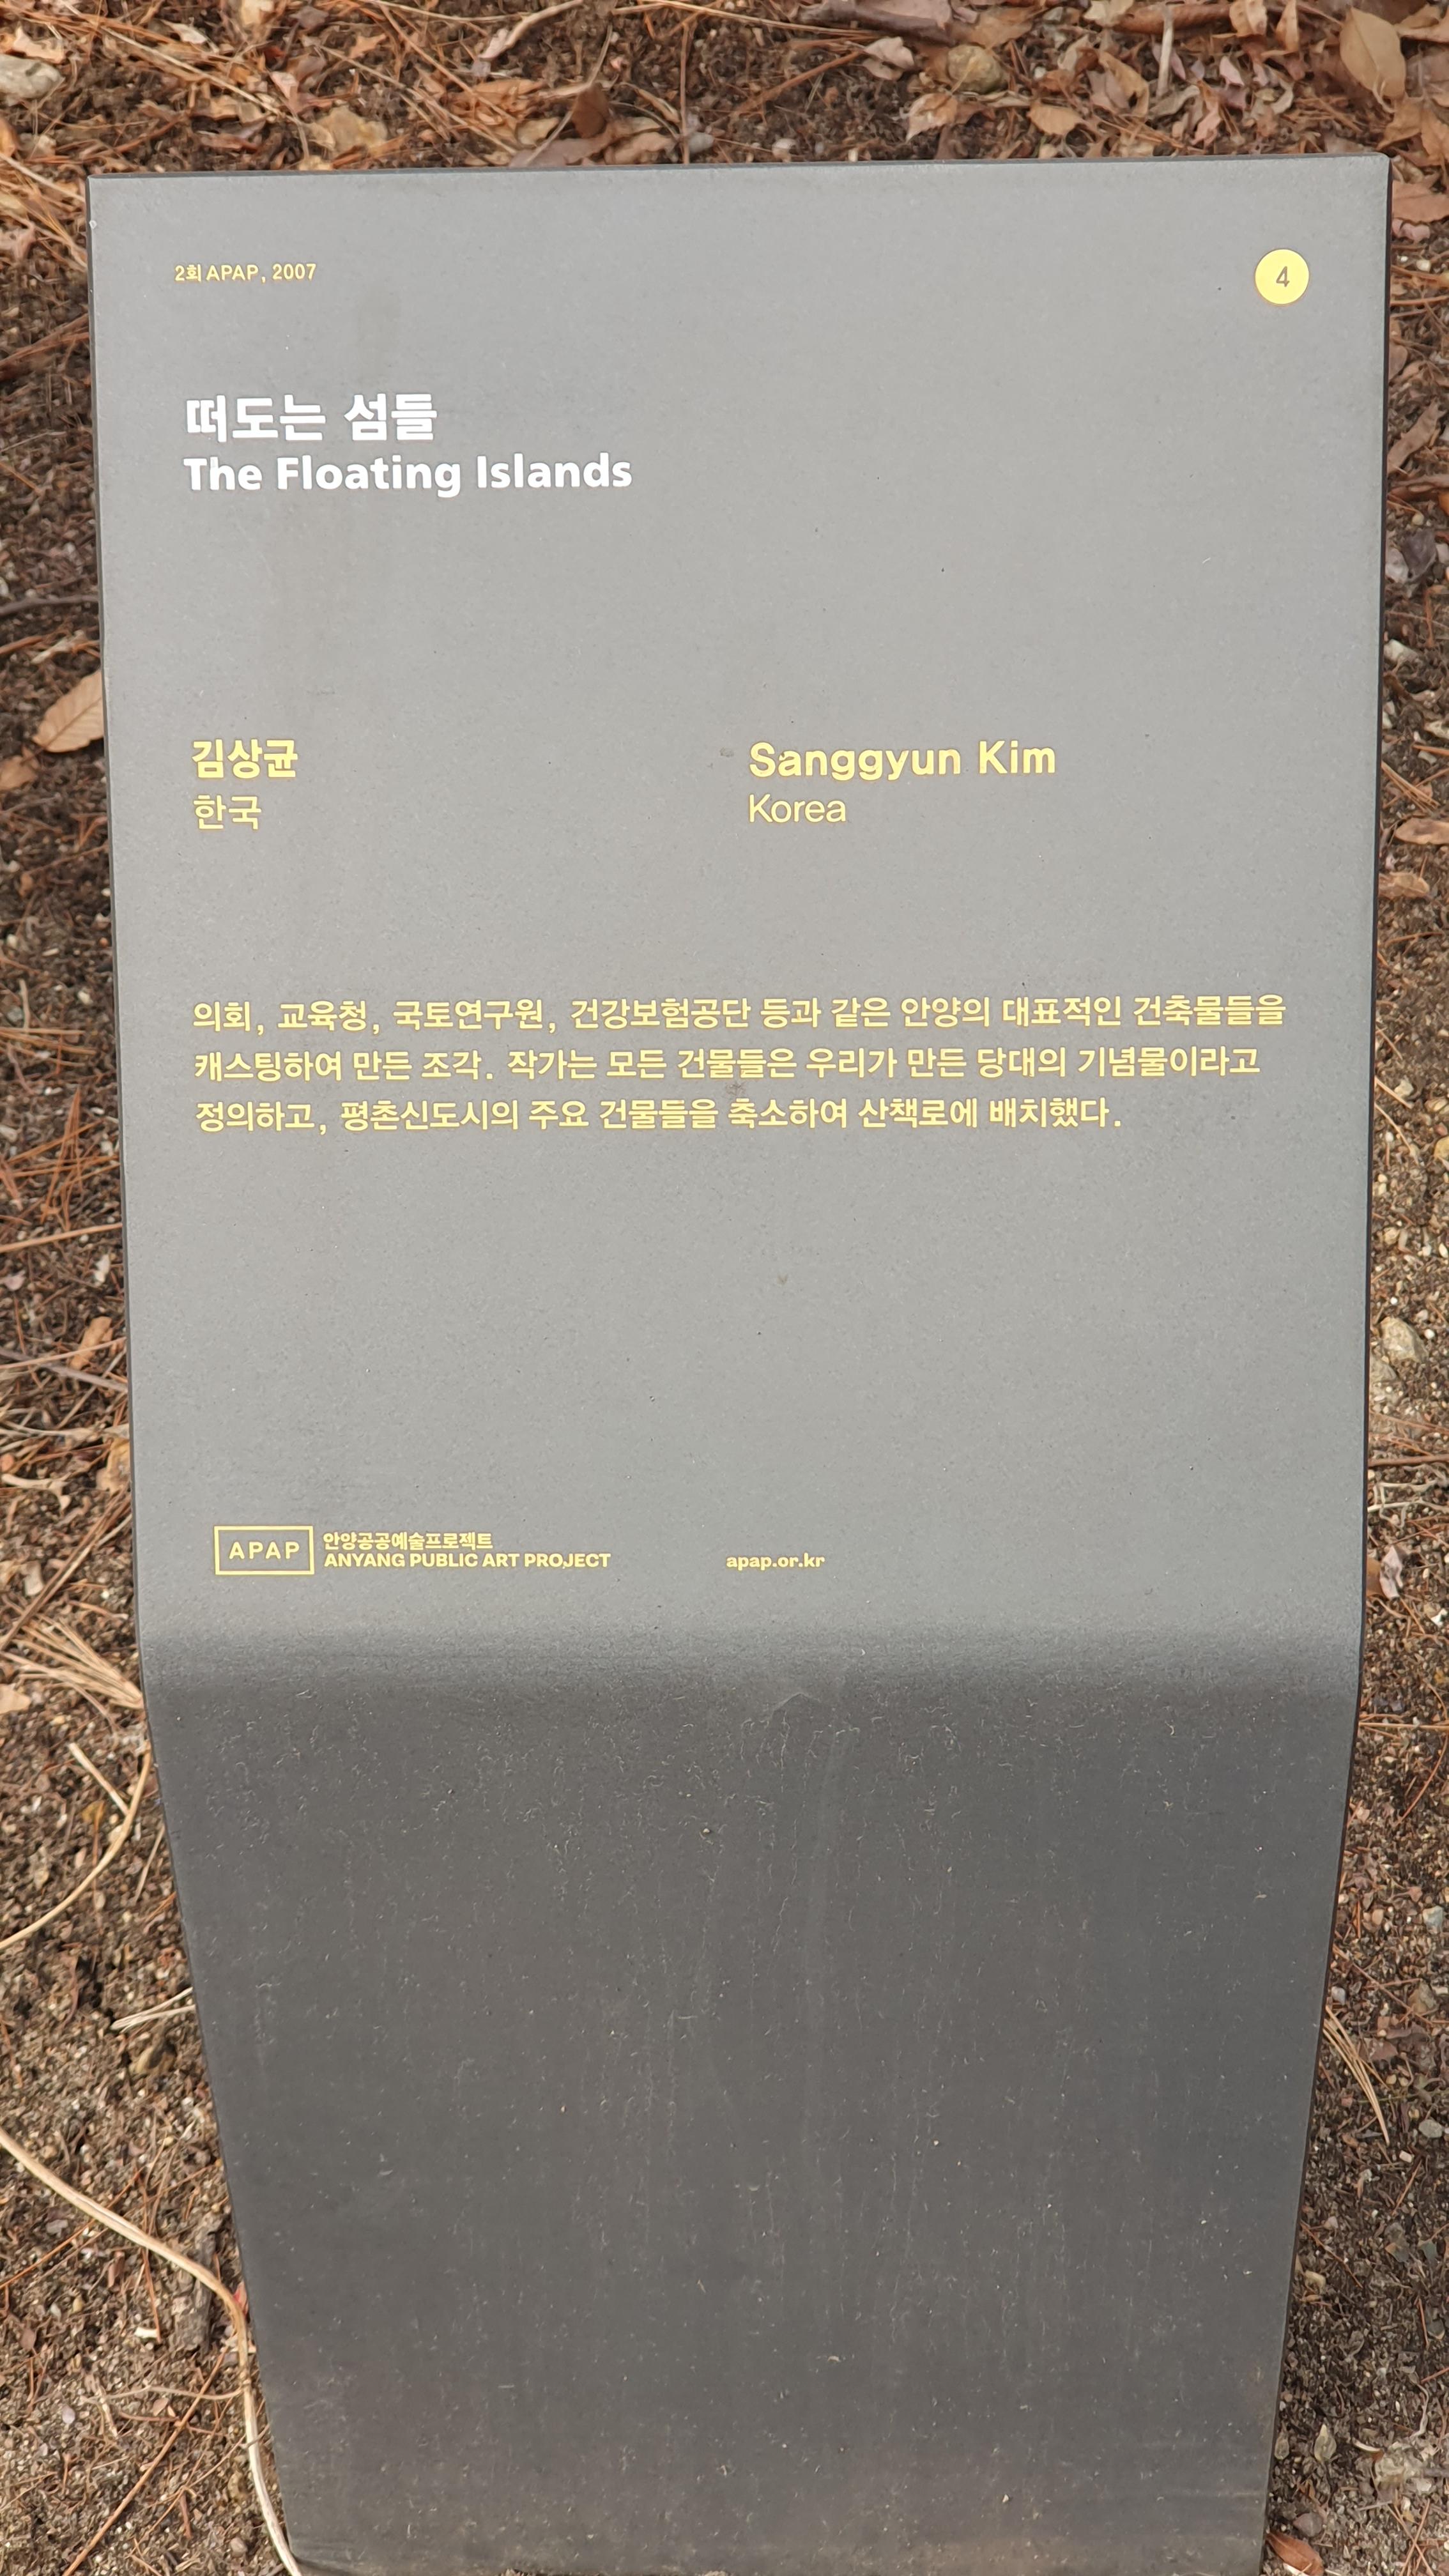 2회 APAP, 2007
4
떠도는 섬들
The Floating Islands
김상균
한국
Sanggyun Kim
Korea
의회, 교육청, 국토연구원, 건강보험공단 등과 같은 안양의 대표적인 건축물들을
캐스팅하여 만든 조각. 작가는 모든 건물들은 우리가 만든 당대의 기념물이라고
정의하고, 평촌신도시의 주요 건물들을 축소하여 산책로에 배치했다.
APAP
안양공공예술프로젝트
ANYANG PUBLIC ART PROJECT
apap.or.kr